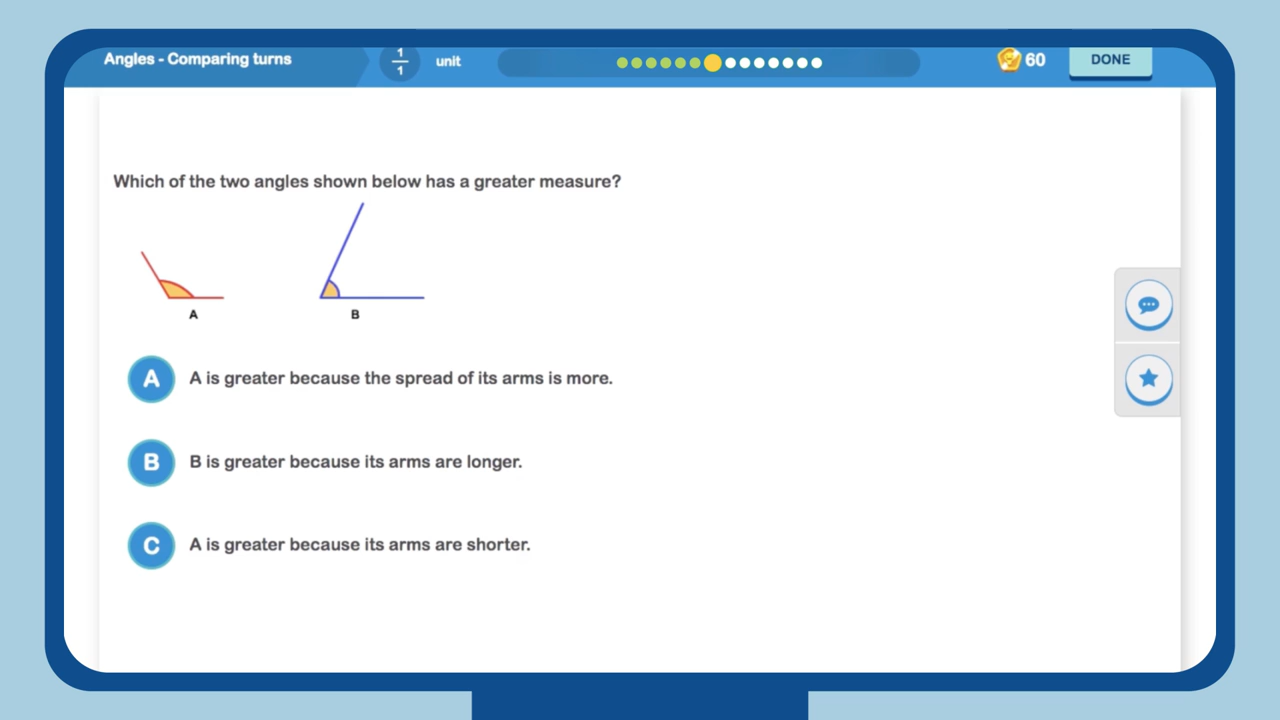 Angles - Comparing turns
1
1
unit
60
DONE
Which of the two angles shown below has a greater measure?
A
B
A
A is greater because the spread of its arms is more.
B
B is greater because its arms are longer.
C
A is greater because its arms are shorter.